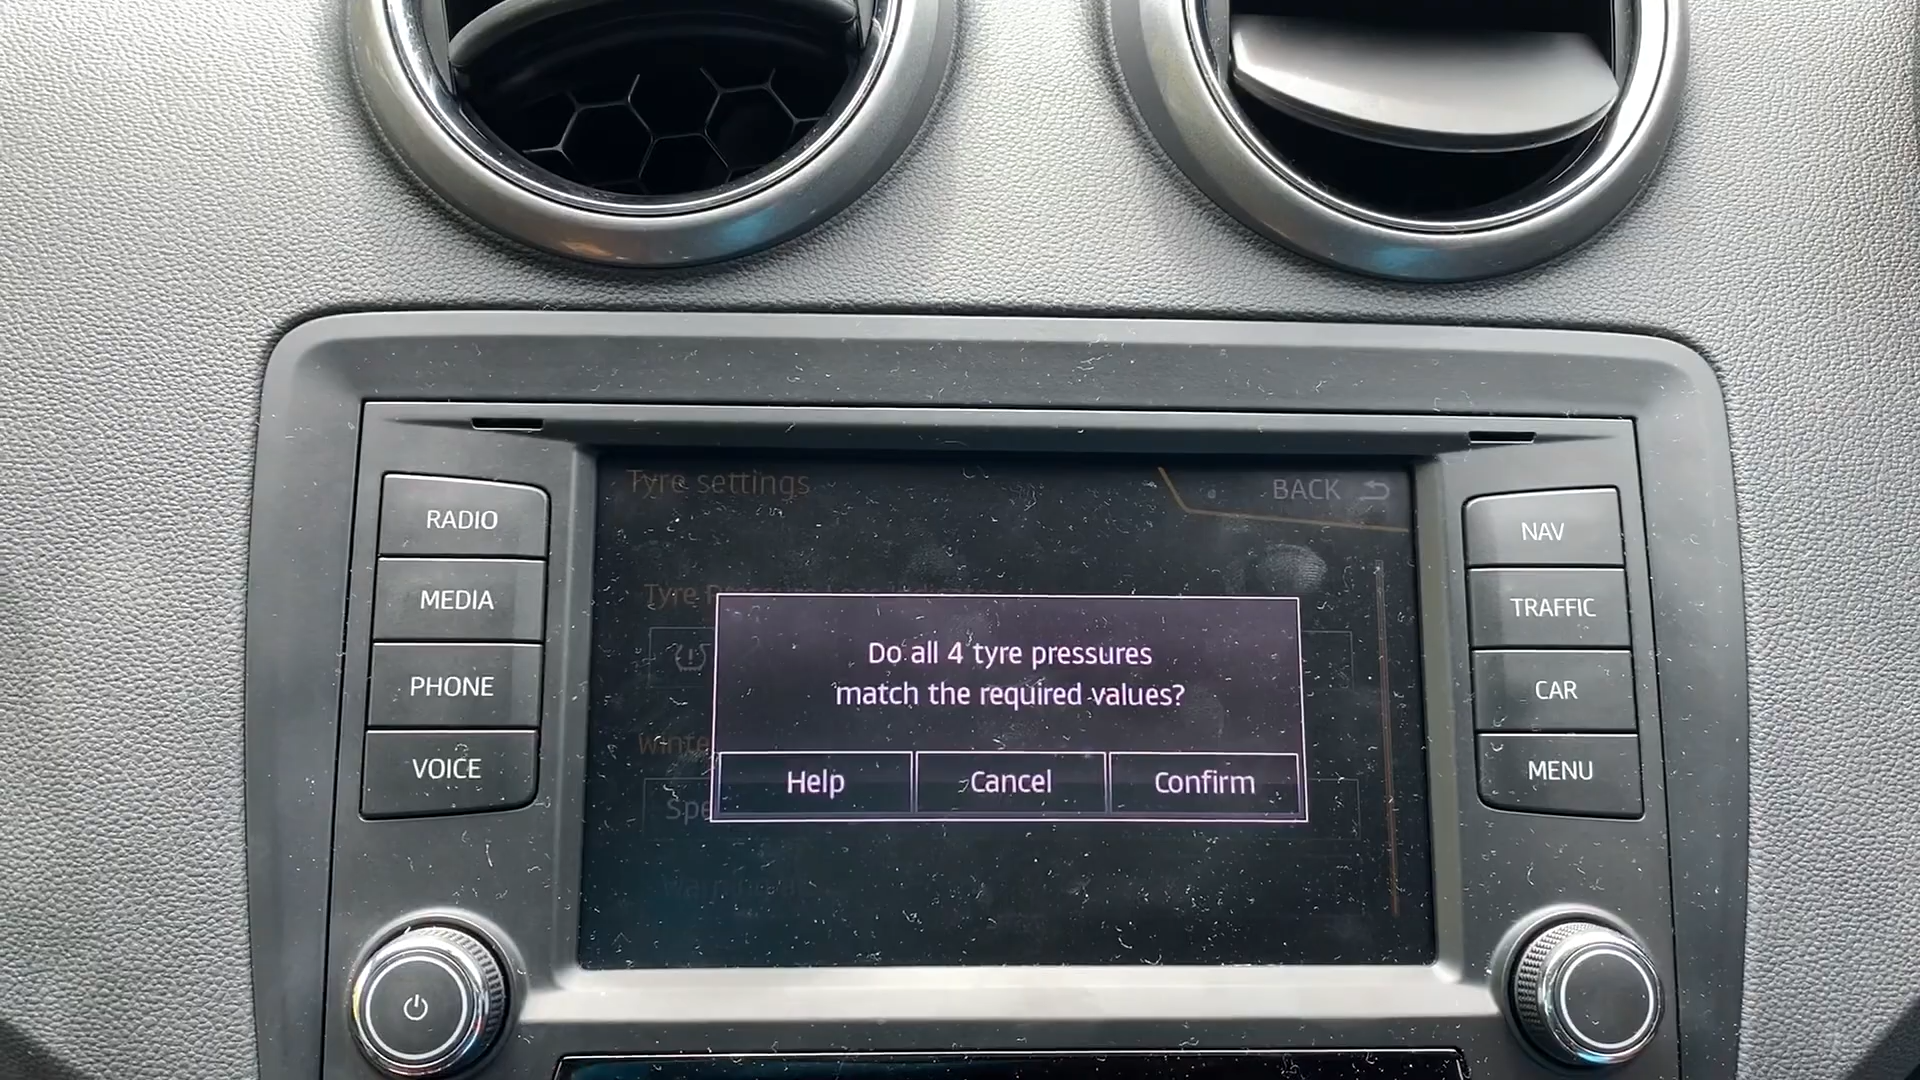 Tyre settings
BACK
RADIO
MEDIA
PHONE
VOICE
NAV
TRAFFIC
CAR
MENU
Tyre
Do all 4 tyre pressures
match the required values?
Help
Cancel
Confirm